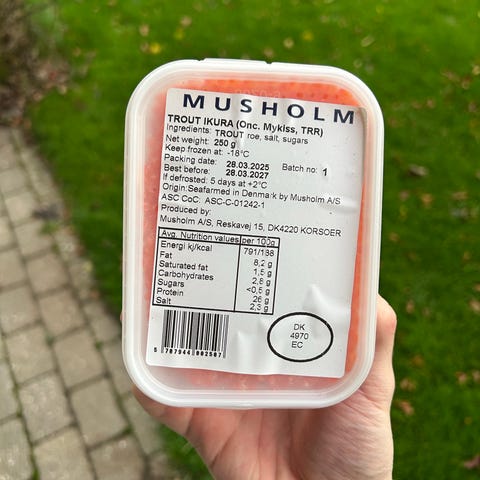 MUSHOLM
TROUT IKURA (Onc. Mykiss, TRR)
Ingredients: TROUT roe, salt, sugars
Net weight: 250 g
Keep frozen at: -18°C
Packing date: 28.03.2025 Batch no: 1
Best before: 28.03.2027
If defrosted: 5 days at +2°C
Origin: Seafarmed in Denmark by Musholm A/S
ASC CoC: ASC-C-01242-1
Produced by:
Musholm A/S, Reskavej 15, DK4220 KORSOER
Avg. Nutrition values per 100g
Energi kj/kcal 791/188
Fat 8,2 g
Saturated fat 1,5 g
Carbohydrates 2,8 g
Sugars <0,5 g
Protein 26 g
Salt 2,3 g
DK
4970
EC
5 707944 002507